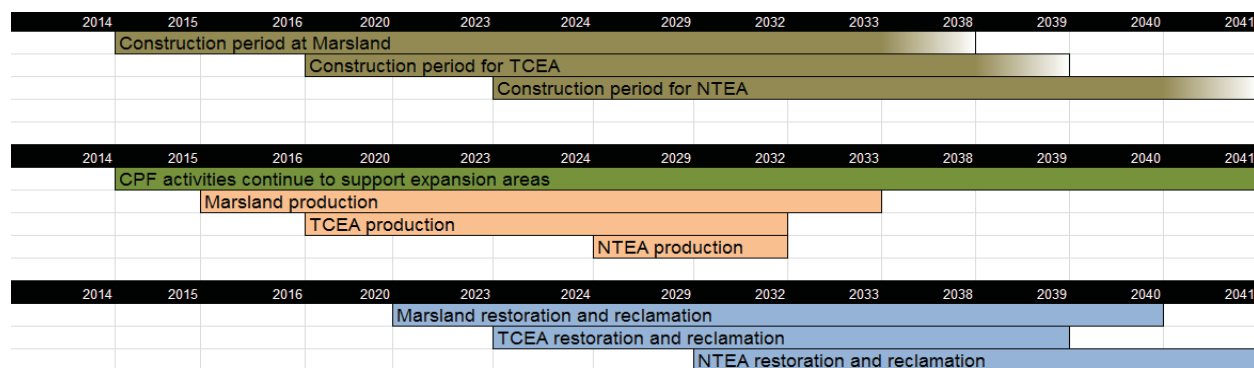 2014 2015 2016 2020 2023 2024 2029 2032 2033 2038 2039 2040 2041
Construction period at Marsland
Construction period for TCEA
Construction period for NTEA
2014 2015 2016 2020 2023 2024 2029 2032 2033 2038 2039 2040 2041
CPF activities continue to support expansion areas
Marsland production
TCEA production
NTEA production
2014 2015 2016 2020 2023 2024 2029 2032 2033 2038 2039 2040 2041
Marsland restoration and reclamation
TCEA restoration and reclamation
NTEA restoration and reclamation